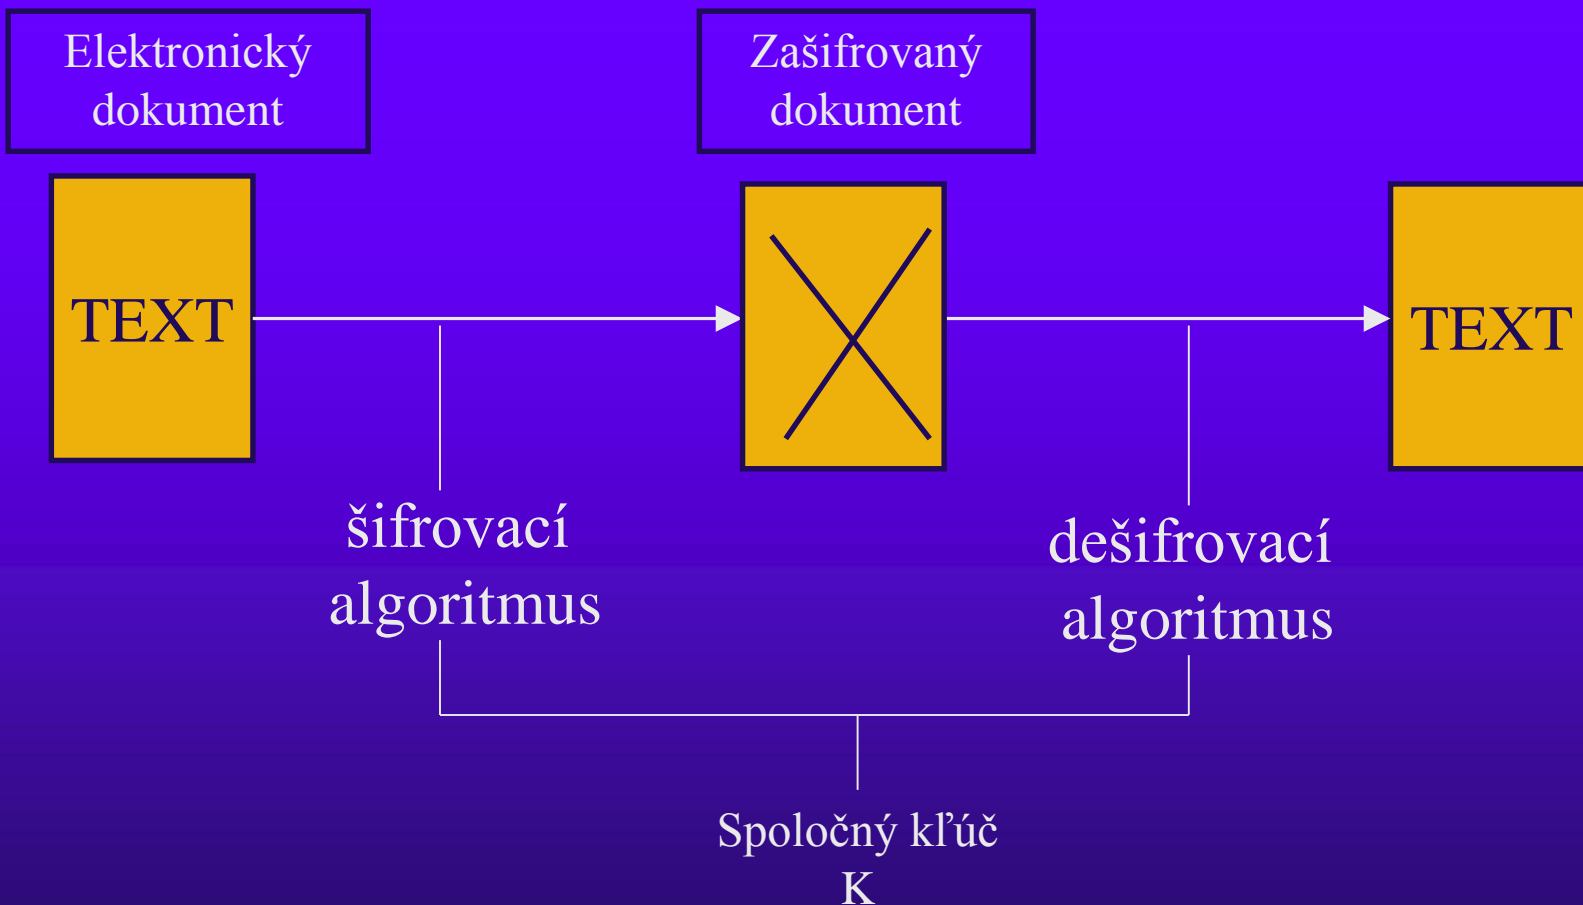 Elektronický
dokument
Zašifrovaný
dokument
TEXT
TEXT
šifrovací
algoritmus
dešifrovací
algoritmus
Spoločný kľúč
K